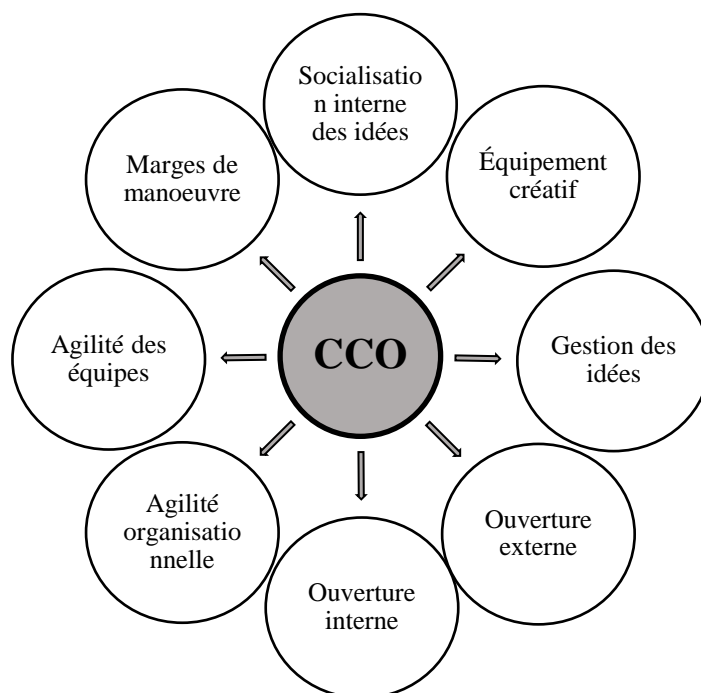 Socialisatio
n interne
des idées
Équipement
créatif
Gestion des
idées
Ouverture
externe
Ouverture
interne
Agilité
organisatio
nnelle
Agilité des
équipes
Marges de
manoeuvre
CCO